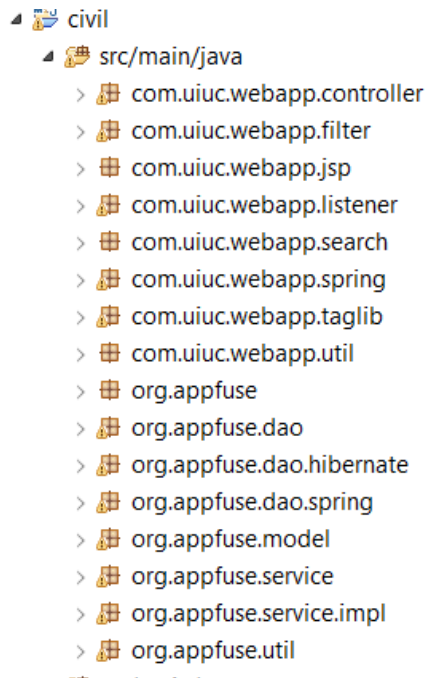 civil
src/main/java
com.uiuc.webapp.controller
com.uiuc.webapp.filter
com.uiuc.webapp.jsp
com.uiuc.webapp.listener
com.uiuc.webapp.search
com.uiuc.webapp.spring
com.uiuc.webapp.taglib
com.uiuc.webapp.util
org.appfuse
org.appfuse.dao
org.appfuse.dao.hibernate
org.appfuse.dao.spring
org.appfuse.model
org.appfuse.service
org.appfuse.service.impl
org.appfuse.util